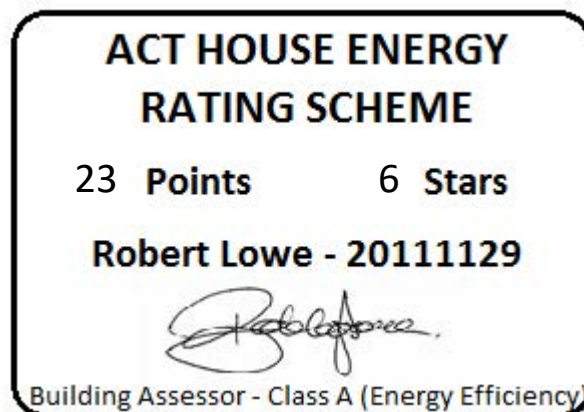 ACT HOUSE ENERGY
RATING SCHEME
23 Points 6 Stars
Robert Lowe - 20111129
Building Assessor - Class A (Energy Efficiency)